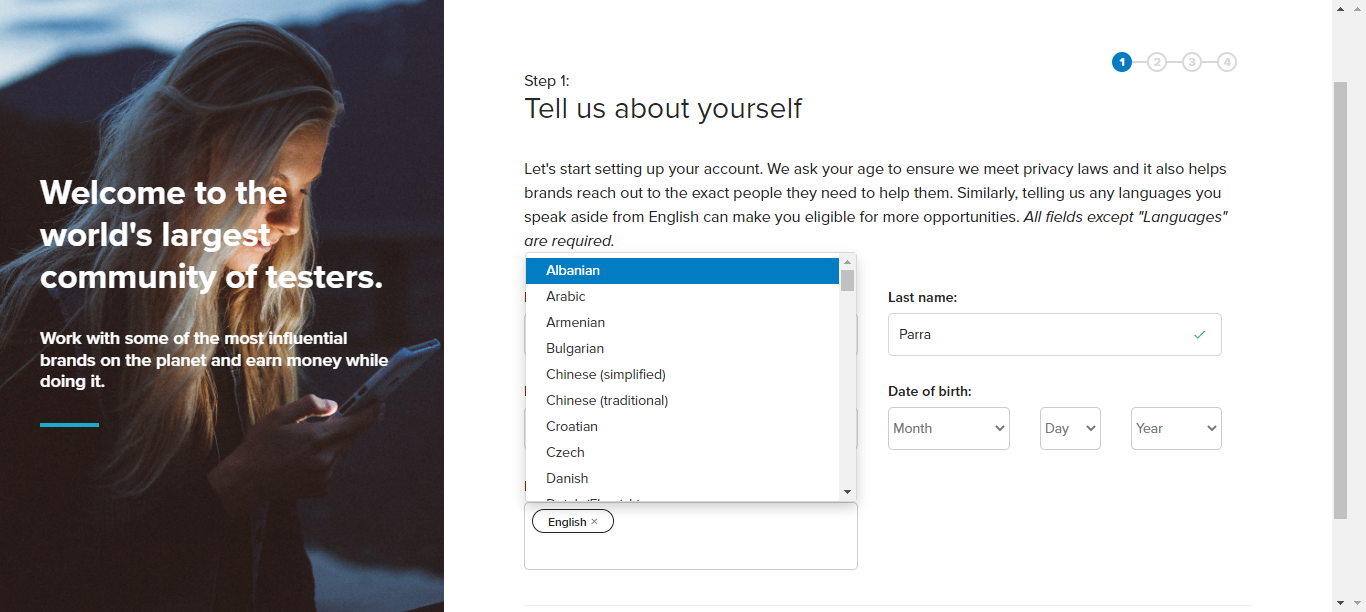 Welcome to the
world's largest
community of testers.
Work with some of the most influential
brands on the planet and earn money while
doing it.
1 2 3 4
Step 1:
Tell us about yourself
Let's start setting up your account. We ask your age to ensure we meet privacy laws and it also helps
brands reach out to the exact people they need to help them. Similarly, telling us any languages you
speak aside from English can make you eligible for more opportunities. All fields except "Languages"
are required.
Albanian
Arabic
Armenian
Bulgarian
Chinese (simplified)
Chinese (traditional)
Croatian
Czech
Danish
English ×
Last name:
Parra
Date of birth:
Month Day Year